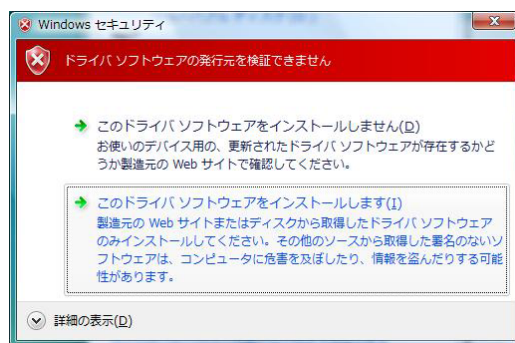 Windows セキュリティ
ドライバ ソフトウェアの発行元を検証できません
このドライバ ソフトウェアをインストールしません(D)
お使いのデバイス用の、更新されたドライバ ソフトウェアが存在するかど
うか製造元の Web サイトで確認してください。
このドライバ ソフトウェアをインストールします(I)
製造元の Web サイトまたはディスクから取得したドライバ ソフトウェア
のみインストールしてください。その他のソースから取得した署名のないソ
フトウェアは、コンピュータに危害を及ぼしたり、情報を盗んだりする可能
性があります。
詳細の表示(D)